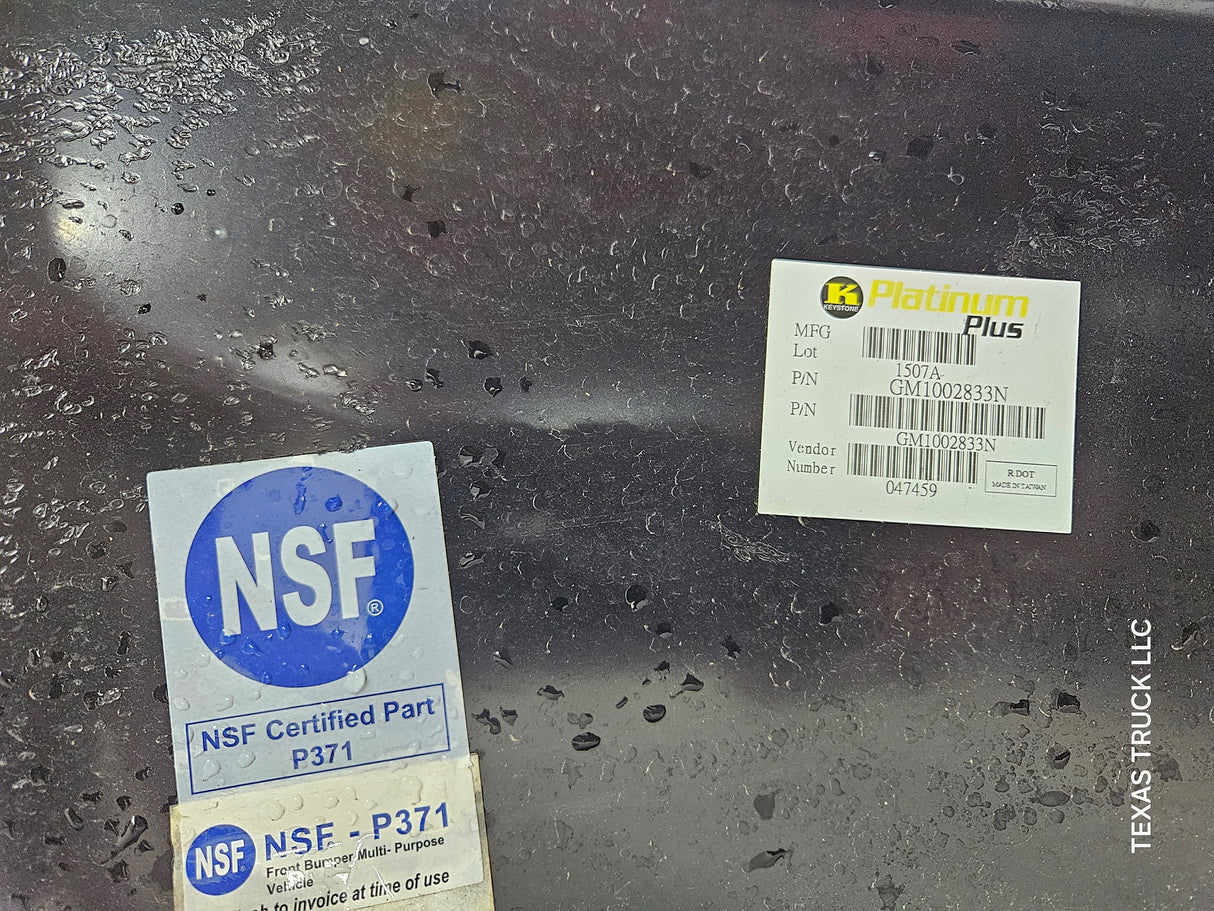 K
KEYSTONE
Platinum
Plus
MFG
Lot
1507A
P/N
GM1002833N
P/N
GM1002833N
Vendor
Number
047459
R DOT
MADE IN TAIWAN
NSF®
NSF Certified Part
P371
NSF
NSF - P371
Front Bumper Multi- Purpose
Vehicle
to invoice at time of use
TEXAS TRUCK LLC